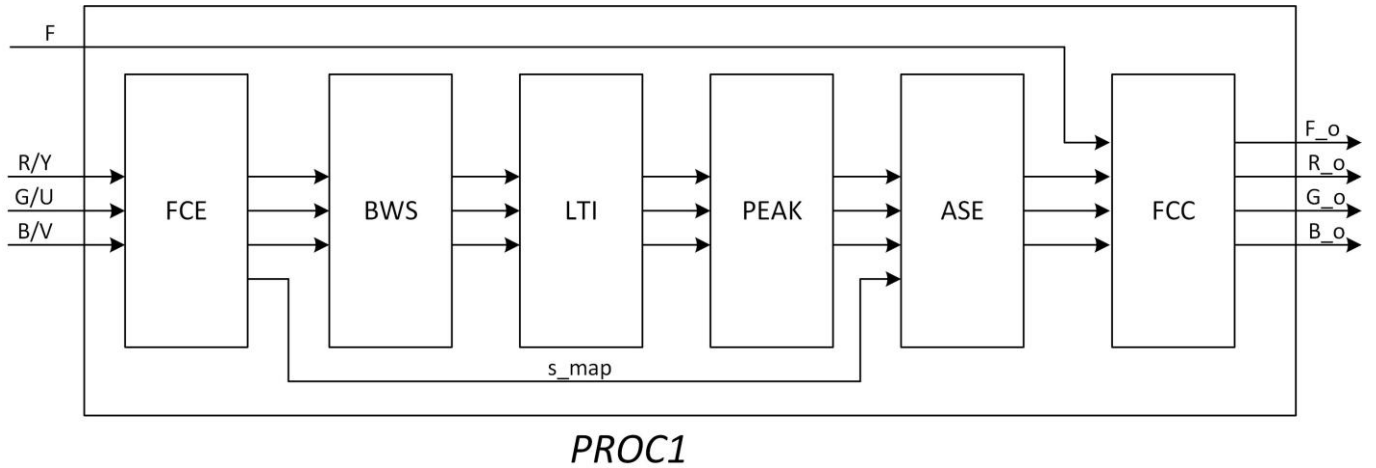 F
F_o
R/Y
R_o
G/U
FCE
BWS
LTI
PEAK
ASE
FCC
G_o
B/V
B_o
s_map
PROC1